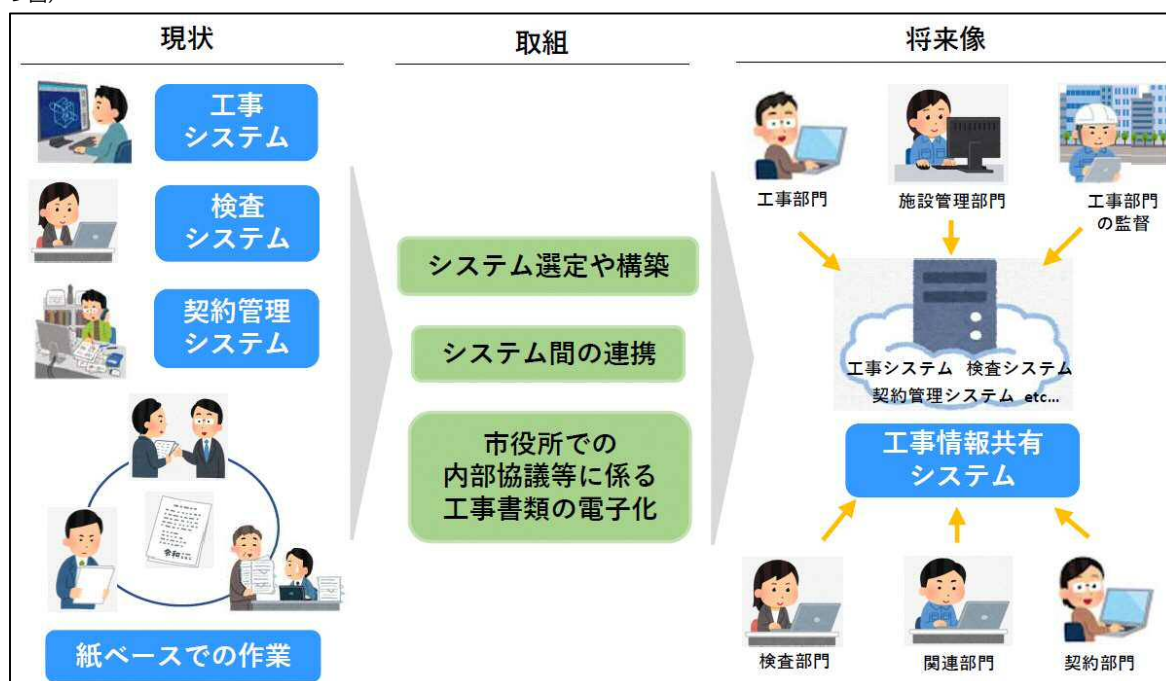 現状
工事
システム
検査
システム
契約管理
システム
令和
紙ベースでの作業
取組
システム選定や構築
システム間の連携
市役所での
内部協議等に係る
工事書類の電子化
将来像
工事部門
施設管理部門
工事部門
の監督
工事システム 検査システム
契約管理システム etc...
工事情報共有
システム
検査部門
関連部門
契約部門